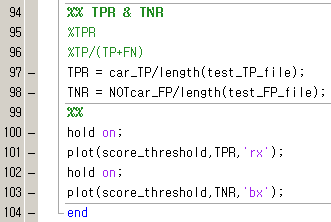 94 %% TPR & TNR
95 %TPR
96 %TP/(TP+FN)
97 – TPR = car_TP/length(test_TP_file);
98 – TNR = NOTcar_FP/length(test_FP_file);
99 %%
100 – hold on;
101 – plot(score_threshold,TPR,'rx');
102 – hold on;
103 – plot(score_threshold,TNR,'bx');
104 – end